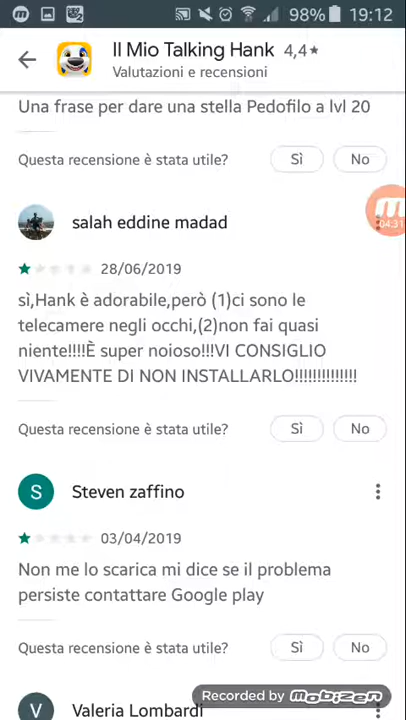 98% 19:12
Il Mio Talking Hank 4,4★
Valutazioni e recensioni
Una frase per dare una stella Pedofilo a lvl 20
Questa recensione è stata utile? Sì No
salah eddine madad
04:31
★ 28/06/2019
sì,Hank è adorabile,però (1)ci sono le
telecamere negli occhi,(2)non fai quasi
niente!!!!È super noioso!!!VI CONSIGLIO
VIVAMENTE DI NON INSTALLARLO!!!!!!!!!!!!!!
Questa recensione è stata utile? Sì No
S Steven zaffino
★ 03/04/2019
Non me lo scarica mi dice se il problema
persiste contattare Google play
Questa recensione è stata utile? Sì No
V Valeria Lombardi
Recorded by mobizen